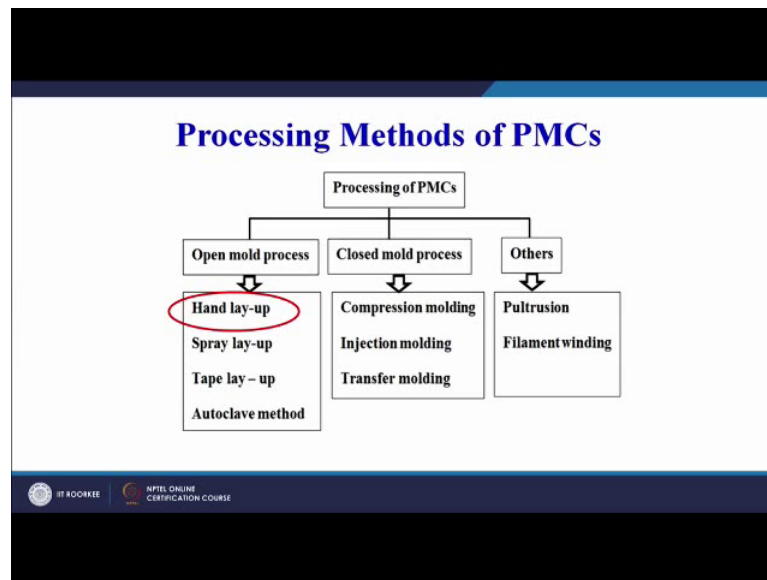 Processing Methods of PMCs
Processing of PMCs
Open mold process
Closed mold process
Others
Hand lay-up
Spray lay-up
Tape lay – up
Autoclave method
Compression molding
Injection molding
Transfer molding
Pultrusion
Filament winding
IIT ROORKEE
NPTEL ONLINE
CERTIFICATION COURSE